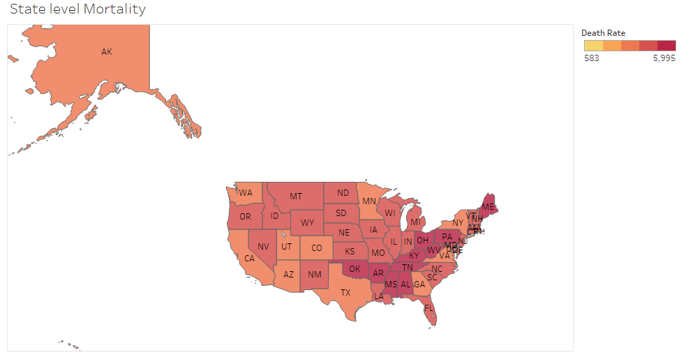 State level Mortality
Death Rate
583 5,995
AK
WA
MT
ND
MN
ME
OR
ID
WY
SD
WI
MI
NY
VT
NH
NE
IA
PA
NV
UT
CO
KS
MO
IL
IN
OH
WV
VA
KY
CA
AZ
NM
OK
AR
TN
NC
SC
TX
LA
MS
AL
GA
FL